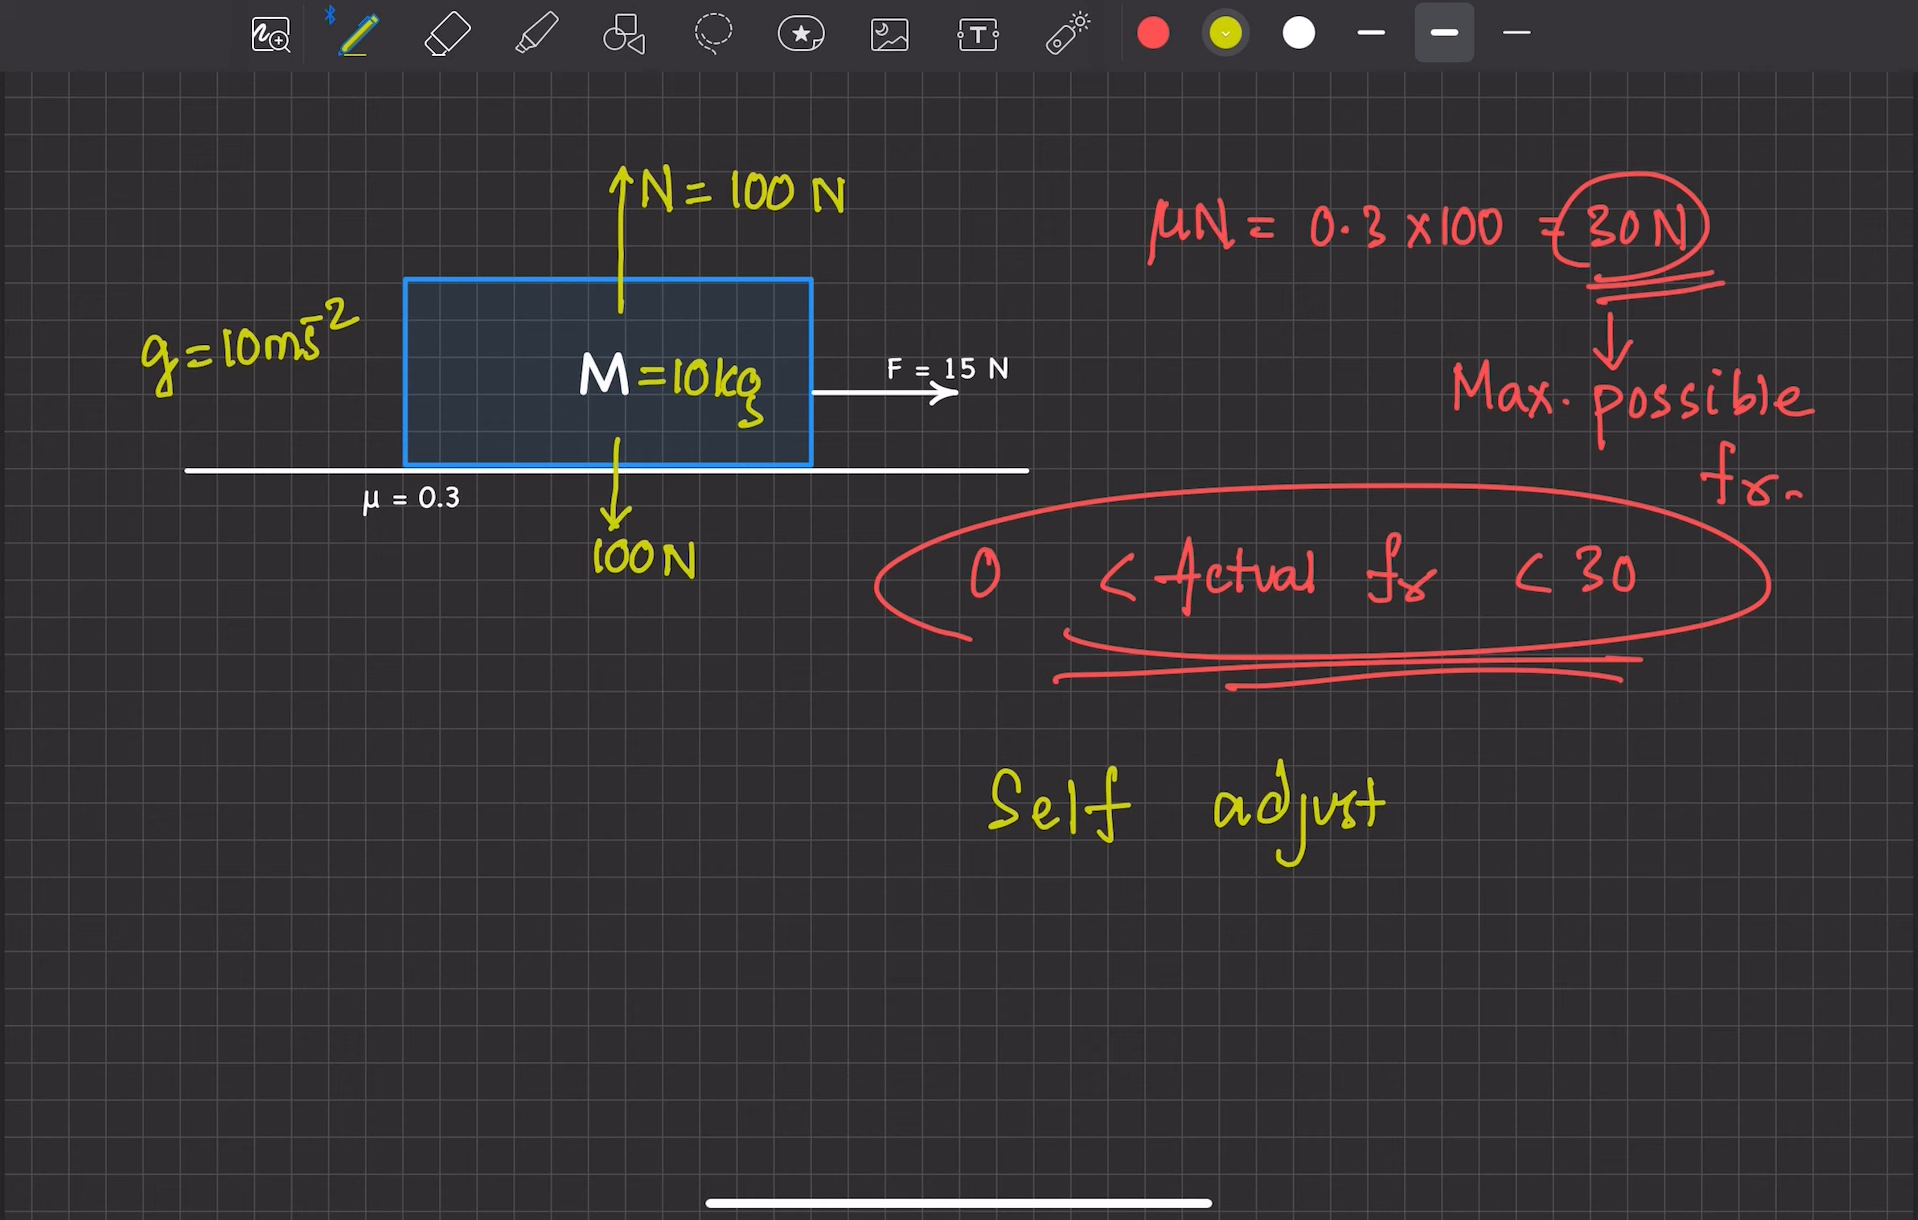 N = 100 N
μN = 0.3 ×100 = 30 N
g = 10ms⁻²
M = 10kg
F = 15 N
Max. possible
fr.
μ = 0.3
100 N
0 < Actual fr < 30
Self adjust